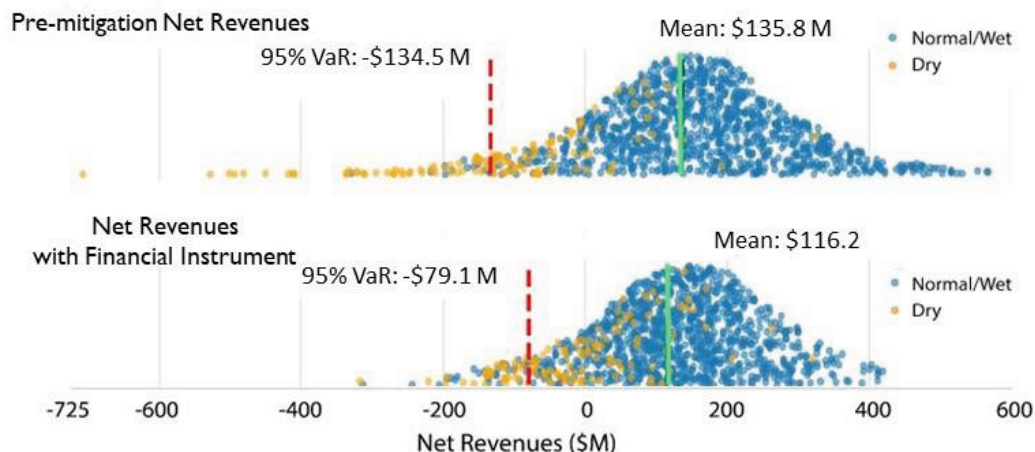 Pre-mitigation Net Revenues
Mean: $135.8 M
95% VaR: -$134.5 M
Normal/Wet
Dry
Net Revenues
with Financial Instrument
Mean: $116.2
95% VaR: -$79.1 M
Normal/Wet
Dry
-725 -600 -400 -200 0 200 400 600
Net Revenues ($M)